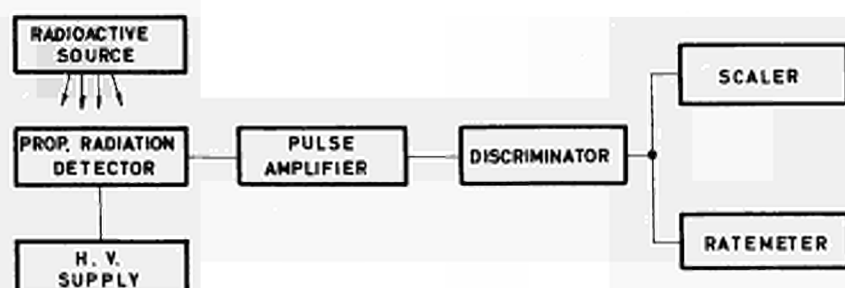 RADIOACTIVE
SOURCE
PROP. RADIATION
DETECTOR
H. V.
SUPPLY
PULSE
AMPLIFIER
DISCRIMINATOR
SCALER
RATEMETER